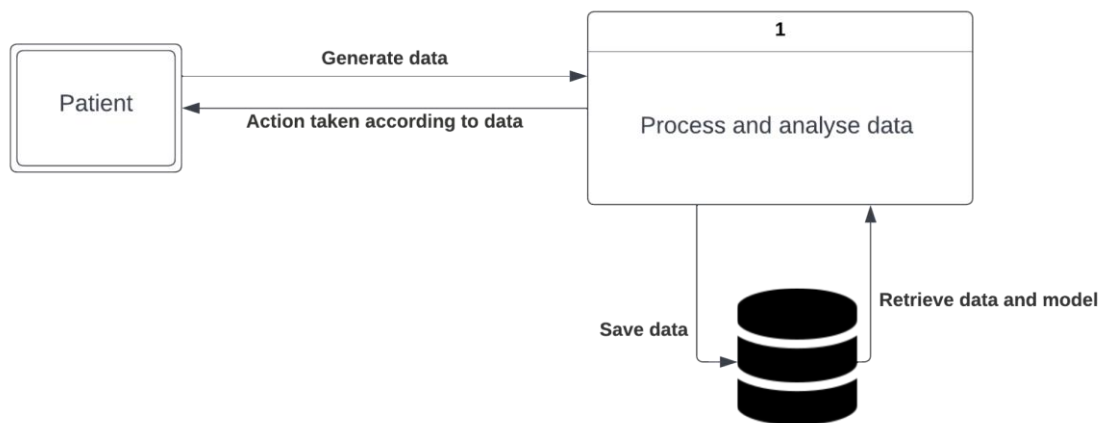 1
Generate data
Patient
Action taken according to data
Process and analyse data
Retrieve data and model
Save data